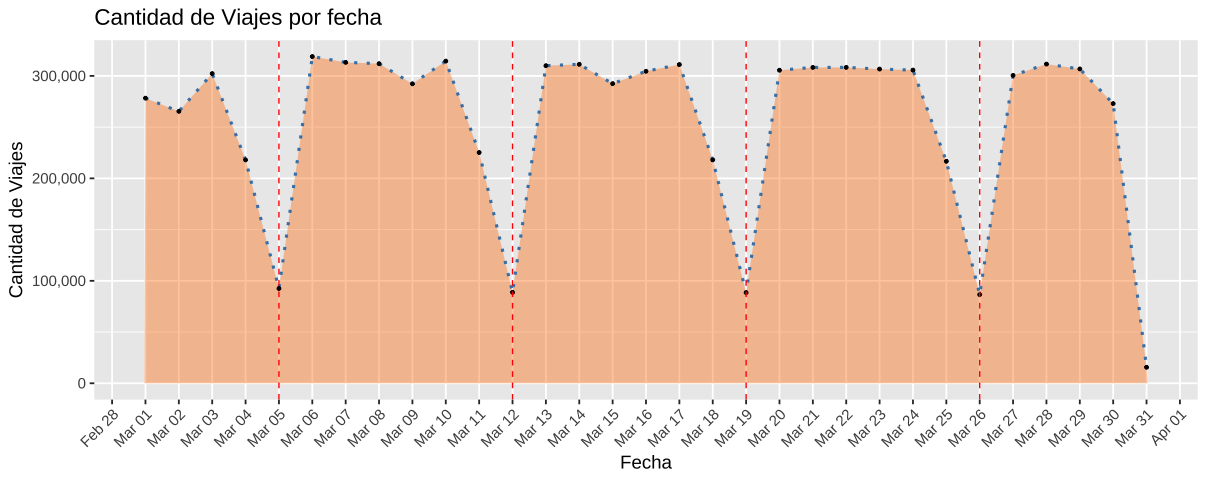 Cantidad de Viajes por fecha
Cantidad de Viajes
300,000
200,000
100,000
0
Feb 28
Mar 01
Mar 02
Mar 03
Mar 04
Mar 05
Mar 06
Mar 07
Mar 08
Mar 09
Mar 10
Mar 11
Mar 12
Mar 13
Mar 14
Mar 15
Mar 16
Mar 17
Mar 18
Mar 19
Mar 20
Mar 21
Mar 22
Mar 23
Mar 24
Mar 25
Mar 26
Mar 27
Mar 28
Mar 29
Mar 30
Mar 31
Apr 01
Fecha